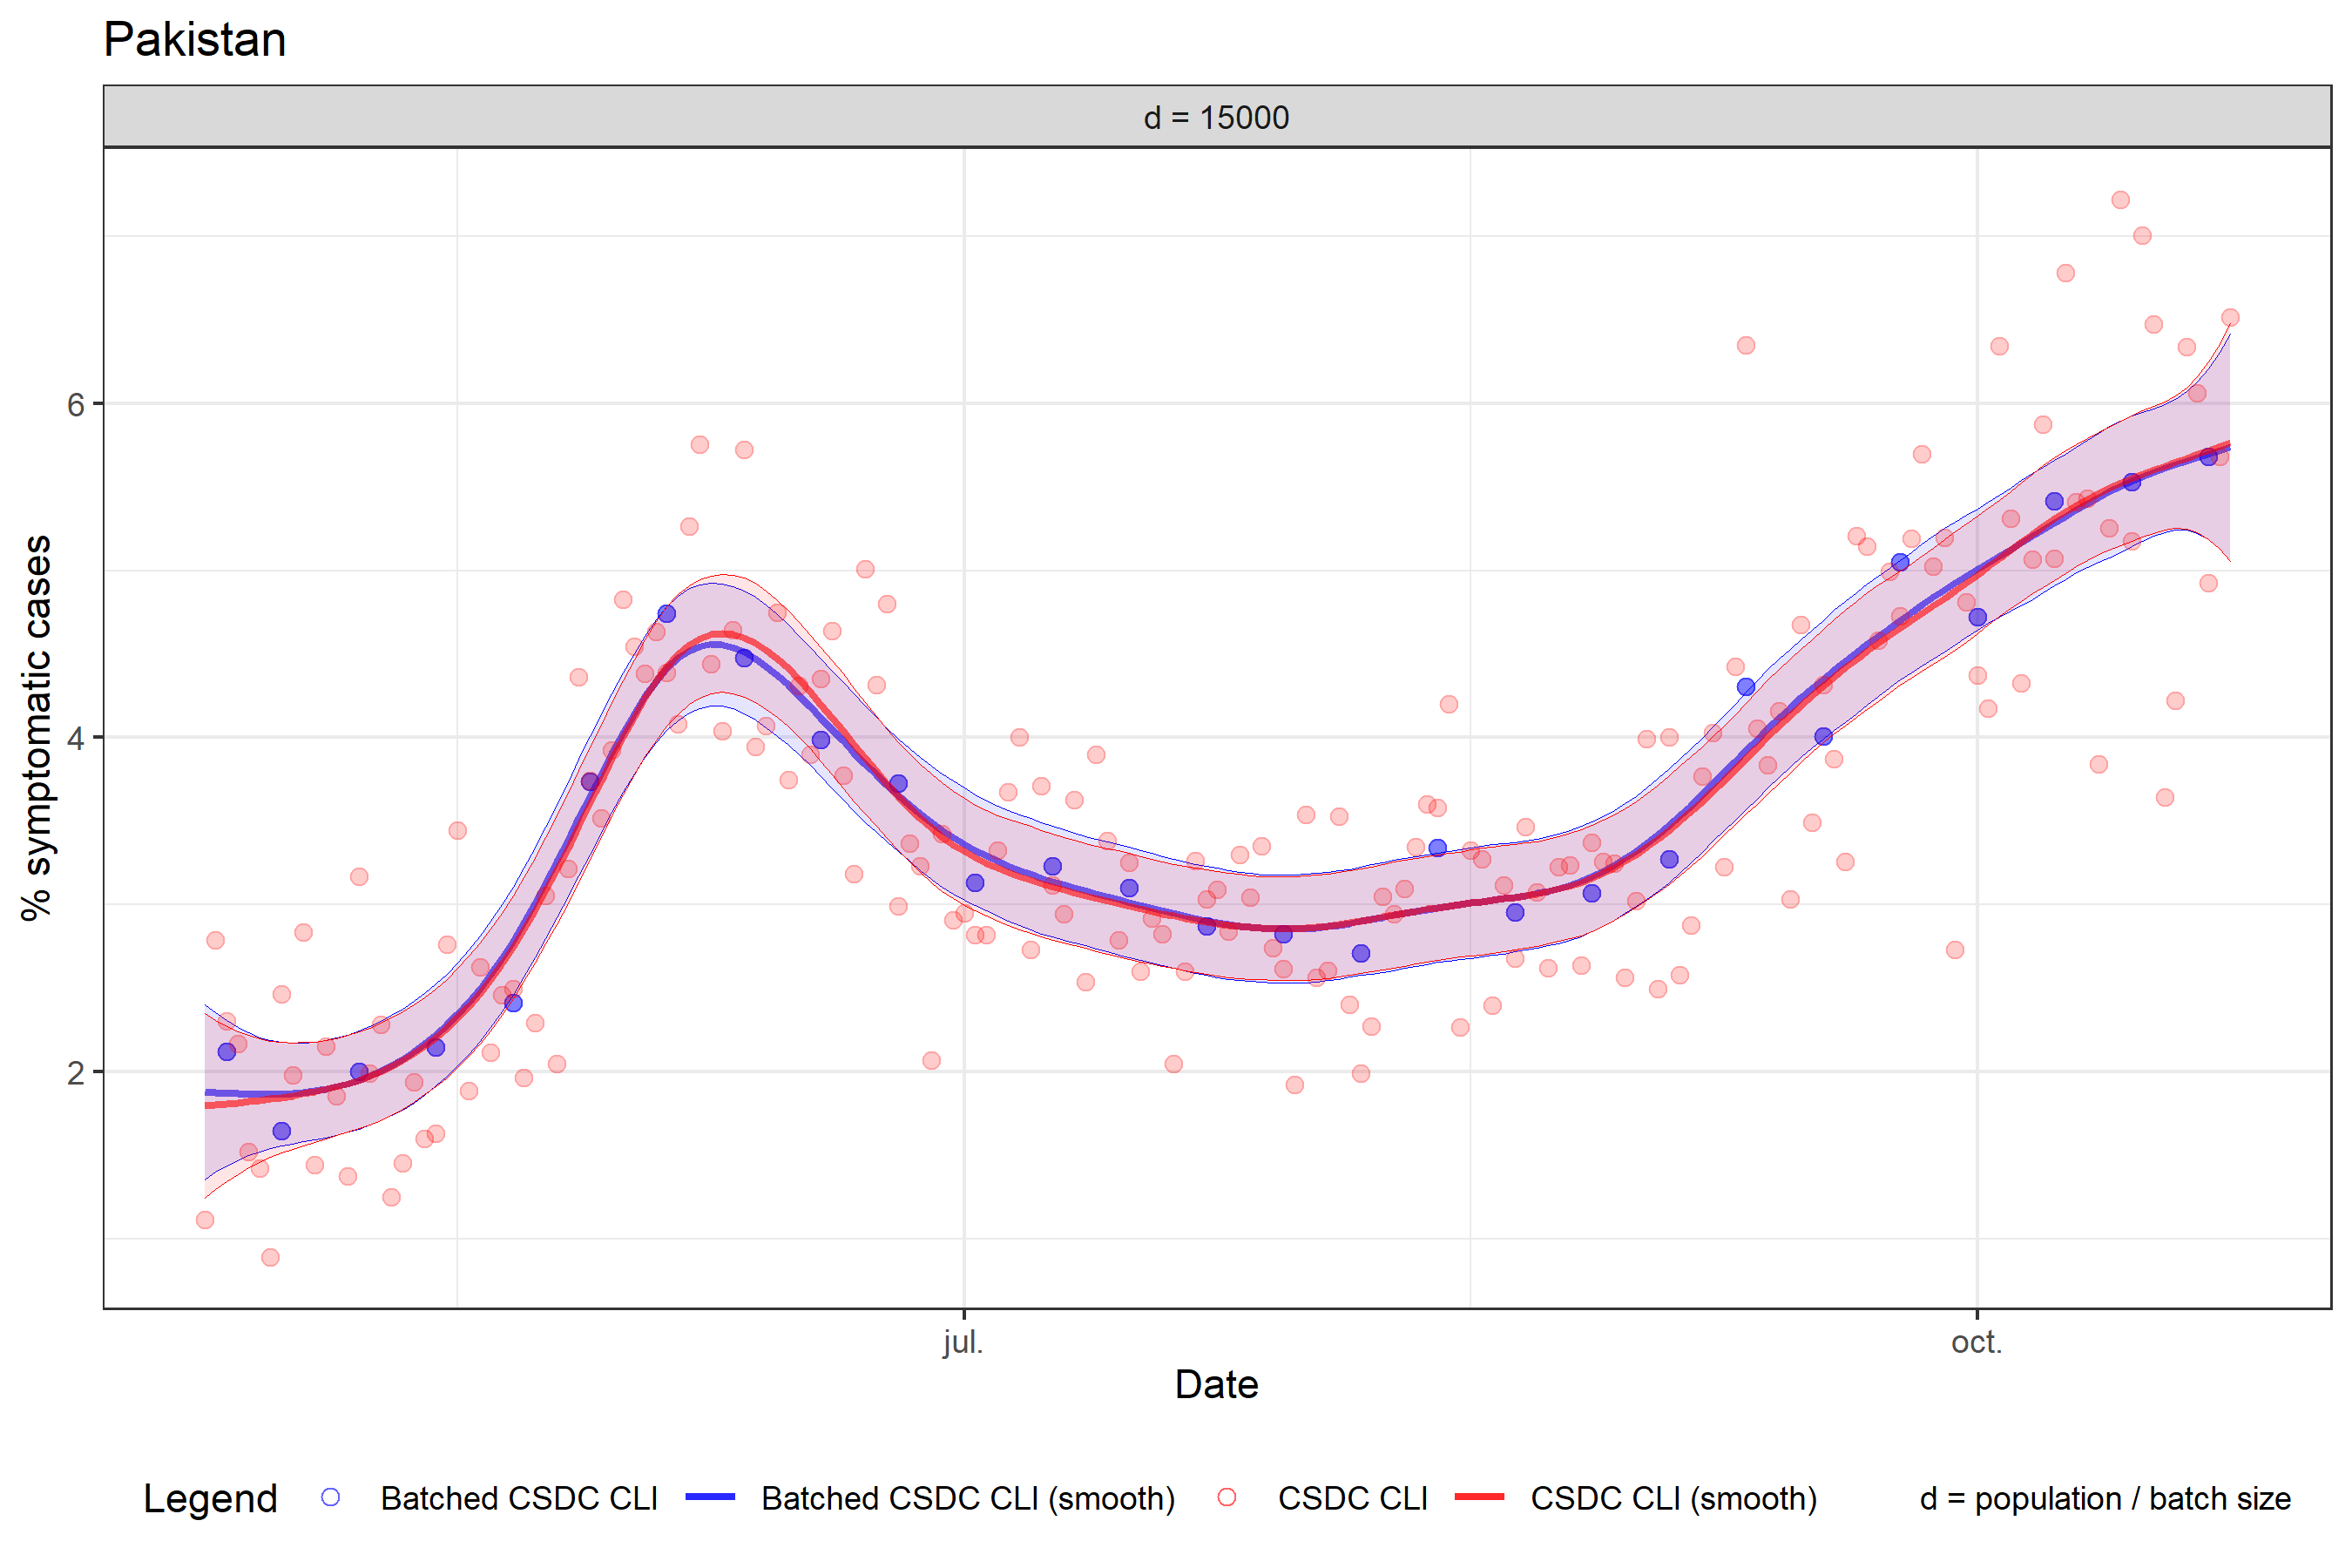 Pakistan
d = 15000
% symptomatic cases
6
4
2
jul.
oct.
Date
Legend
Batched CSDC CLI
Batched CSDC CLI (smooth)
CSDC CLI
CSDC CLI (smooth)
d = population / batch size